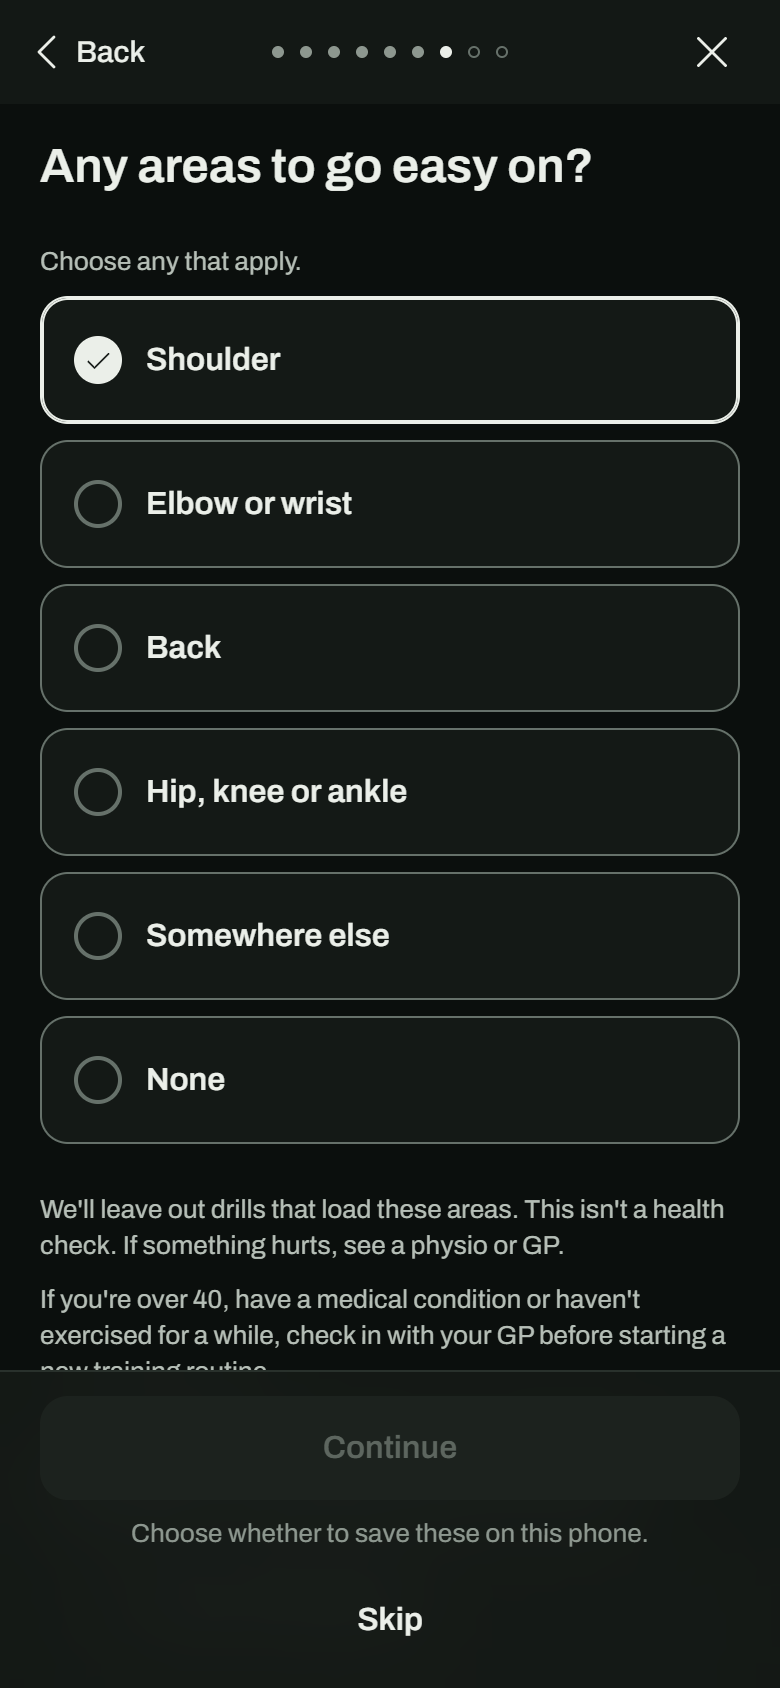 Back
Any areas to go easy on?
Choose any that apply.
Shoulder
Elbow or wrist
Back
Hip, knee or ankle
Somewhere else
None
We'll leave out drills that load these areas. This isn't a health
check. If something hurts, see a physio or GP.
If you're over 40, have a medical condition or haven't
exercised for a while, check in with your GP before starting a
new training routine.
Continue
Choose whether to save these on this phone.
Skip